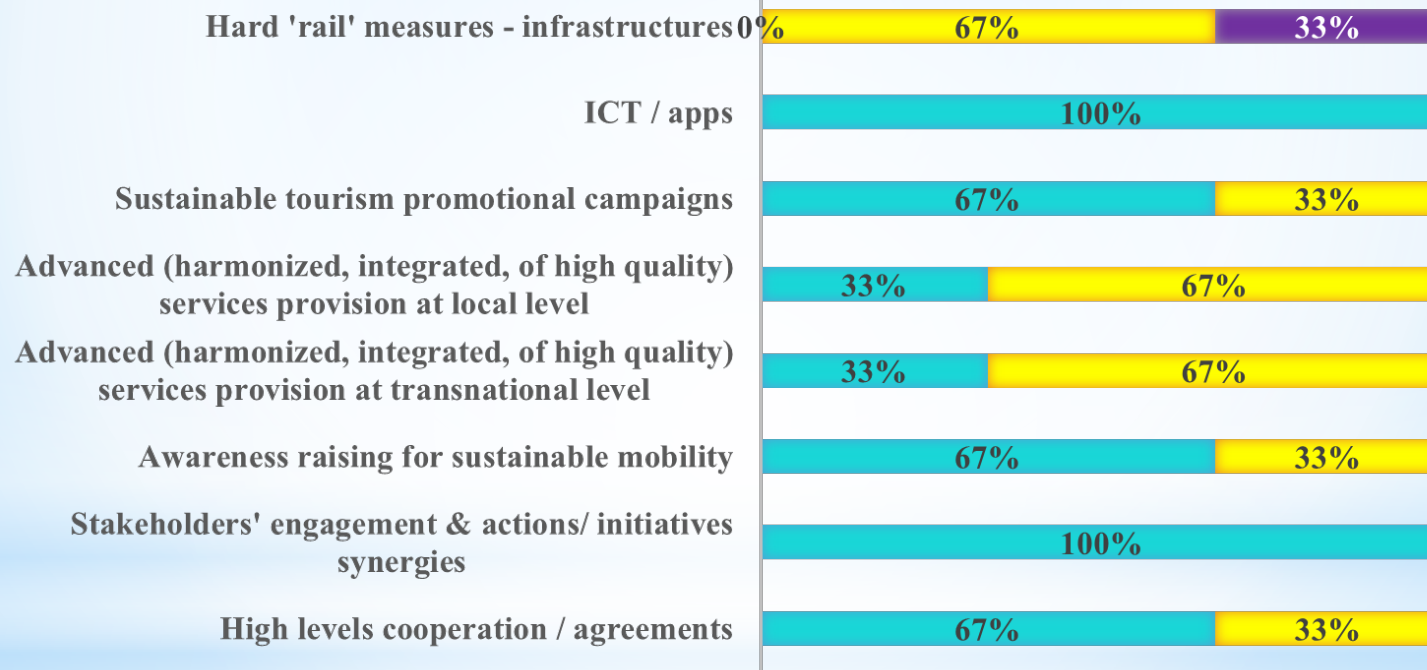 Hard 'rail' measures - infrastructures 0% 67% 33%
ICT / apps 100%
Sustainable tourism promotional campaigns 67% 33%
Advanced (harmonized, integrated, of high quality)
services provision at local level 33% 67%
Advanced (harmonized, integrated, of high quality)
services provision at transnational level 33% 67%
Awareness raising for sustainable mobility 67% 33%
Stakeholders' engagement & actions/ initiatives
synergies 100%
High levels cooperation / agreements 67% 33%